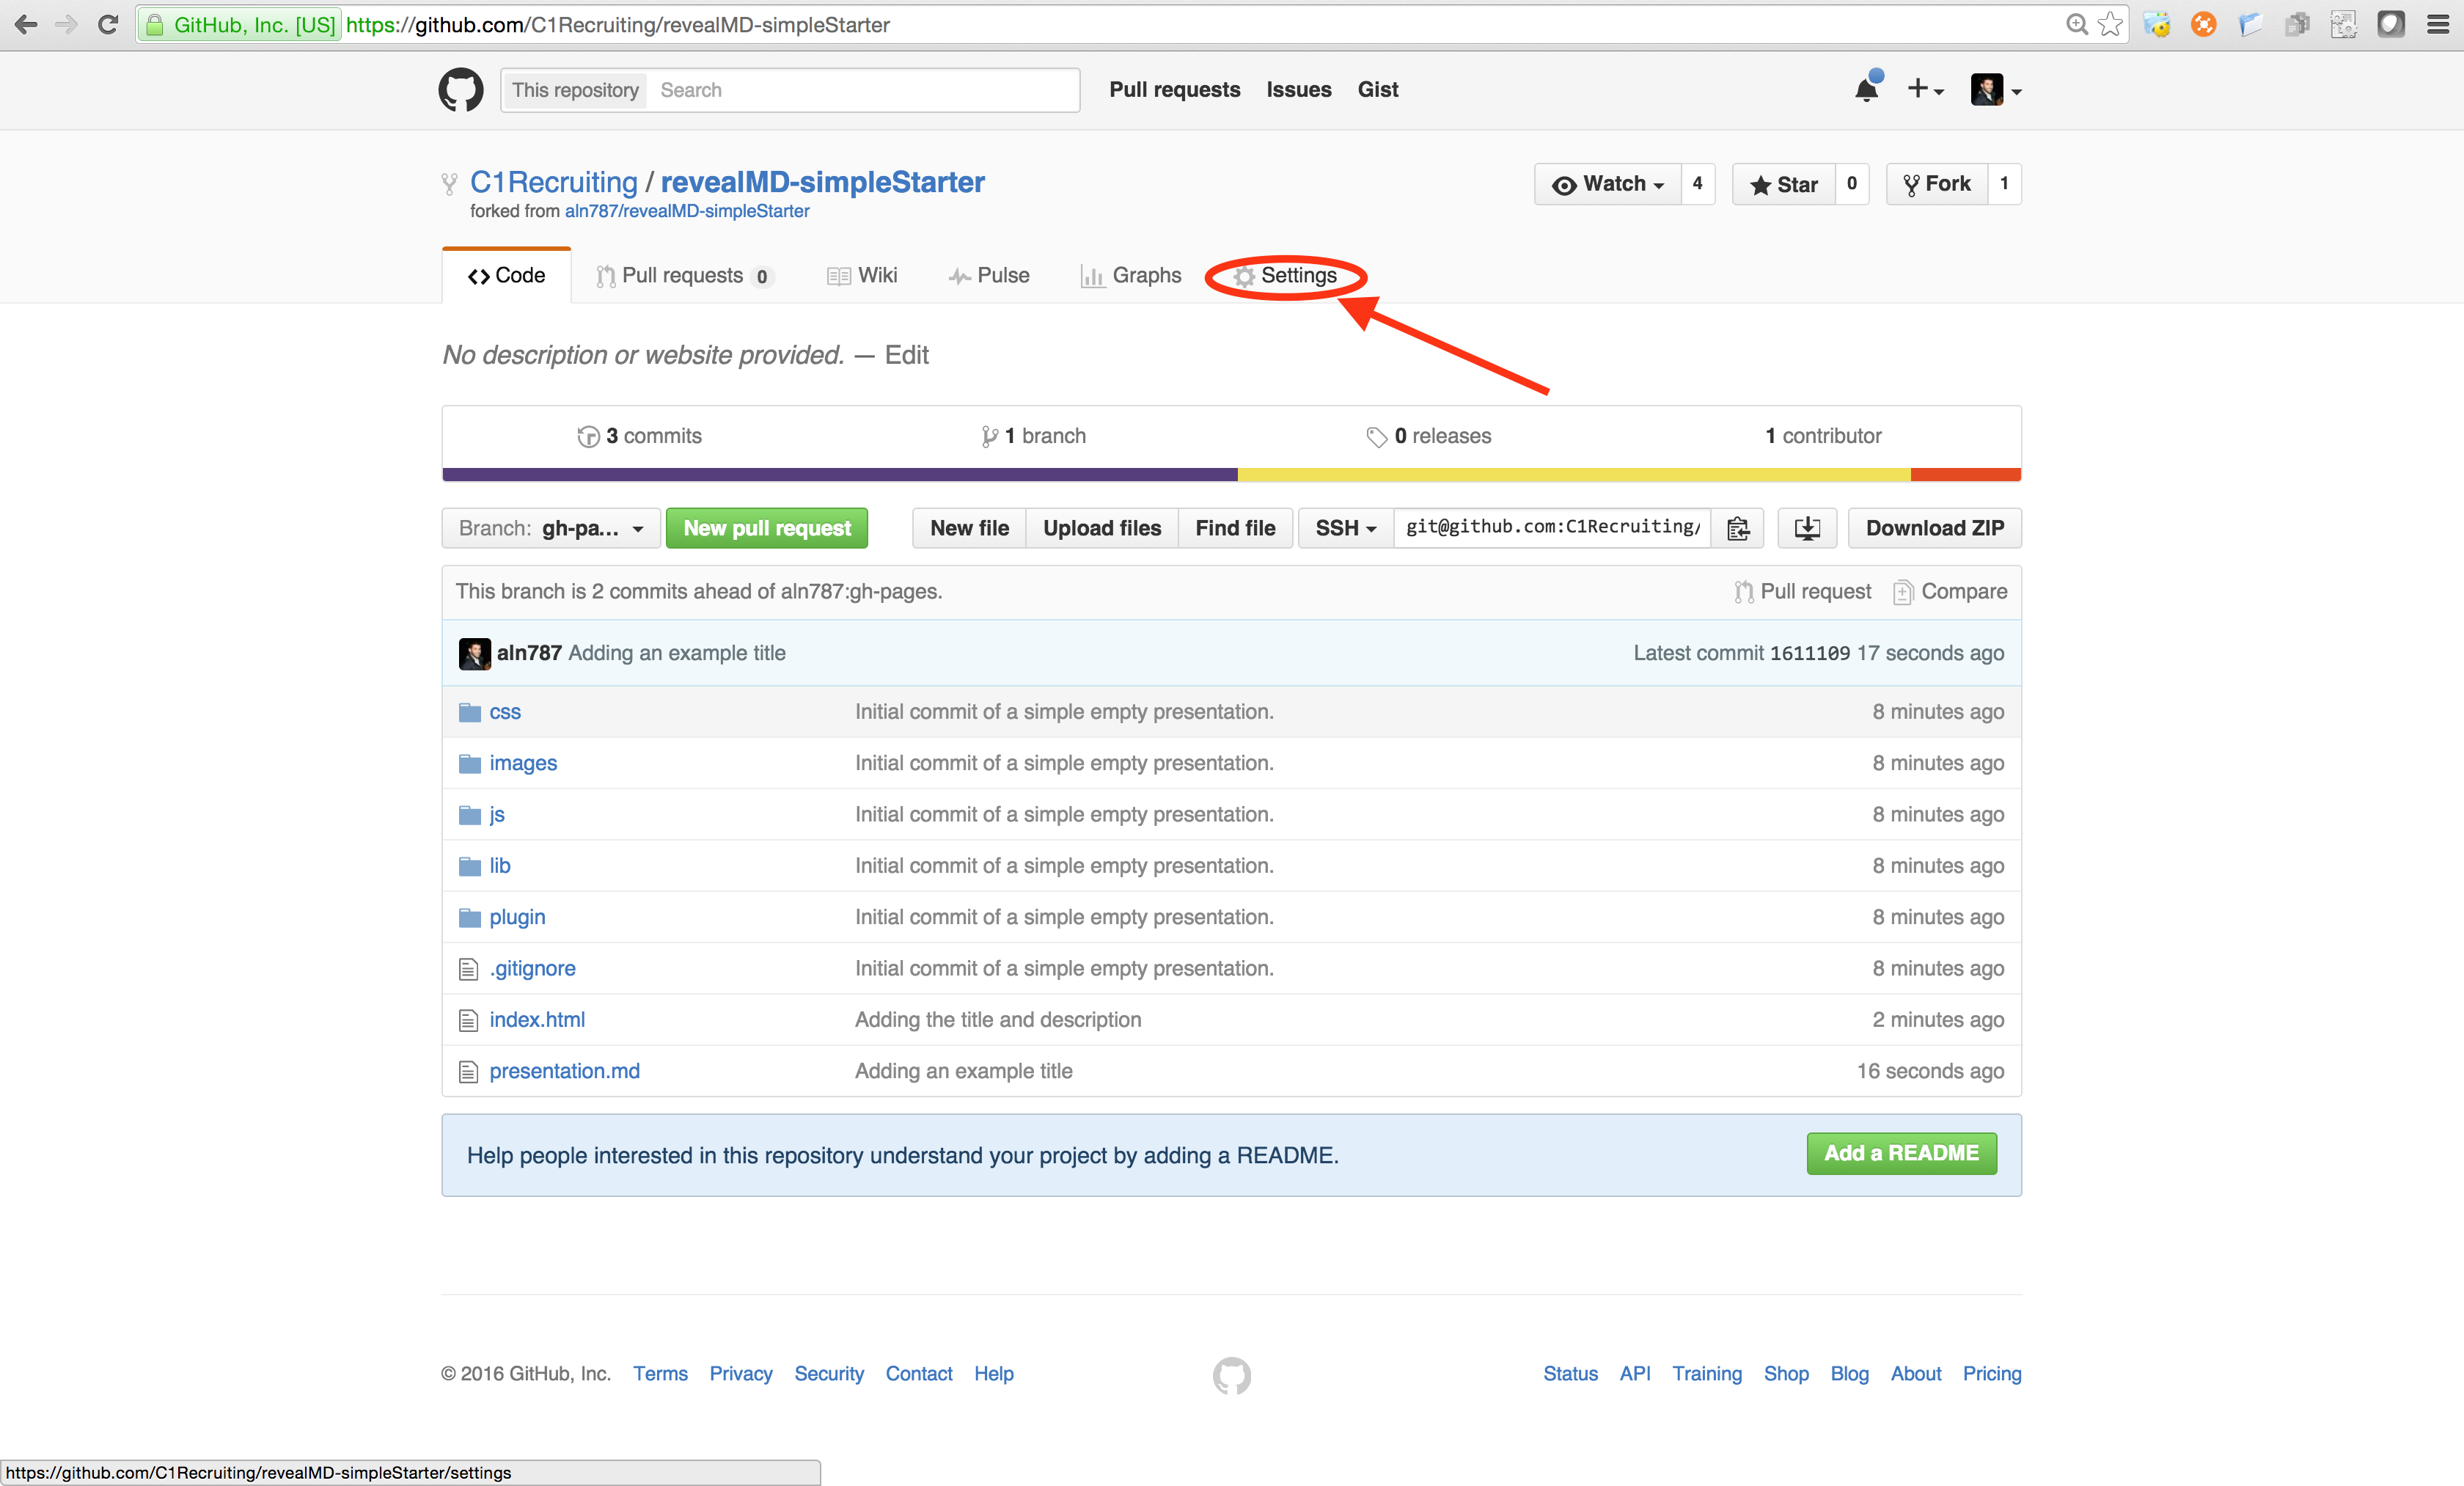 GitHub, Inc. [US] https://github.com/C1Recruiting/revealMD-simpleStarter
This repository Search Pull requests Issues Gist
C1Recruiting / revealMD-simpleStarter Watch 4 Star 0 Fork 1
forked from aln787/revealMD-simpleStarter
Code Pull requests 0 Wiki Pulse Graphs Settings
No description or website provided. — Edit
3 commits 1 branch 0 releases 1 contributor
Branch: gh-pa... New pull request New file Upload files Find file SSH git@github.com:C1Recruiting/ Download ZIP
This branch is 2 commits ahead of aln787:gh-pages. Pull request Compare
aln787 Adding an example title Latest commit 1611109 17 seconds ago
css Initial commit of a simple empty presentation. 8 minutes ago
images Initial commit of a simple empty presentation. 8 minutes ago
js Initial commit of a simple empty presentation. 8 minutes ago
lib Initial commit of a simple empty presentation. 8 minutes ago
plugin Initial commit of a simple empty presentation. 8 minutes ago
.gitignore Initial commit of a simple empty presentation. 8 minutes ago
index.html Adding the title and description 2 minutes ago
presentation.md Adding an example title 16 seconds ago
Help people interested in this repository understand your project by adding a README. Add a README
© 2016 GitHub, Inc. Terms Privacy Security Contact Help Status API Training Shop Blog About Pricing
https://github.com/C1Recruiting/revealMD-simpleStarter/settings